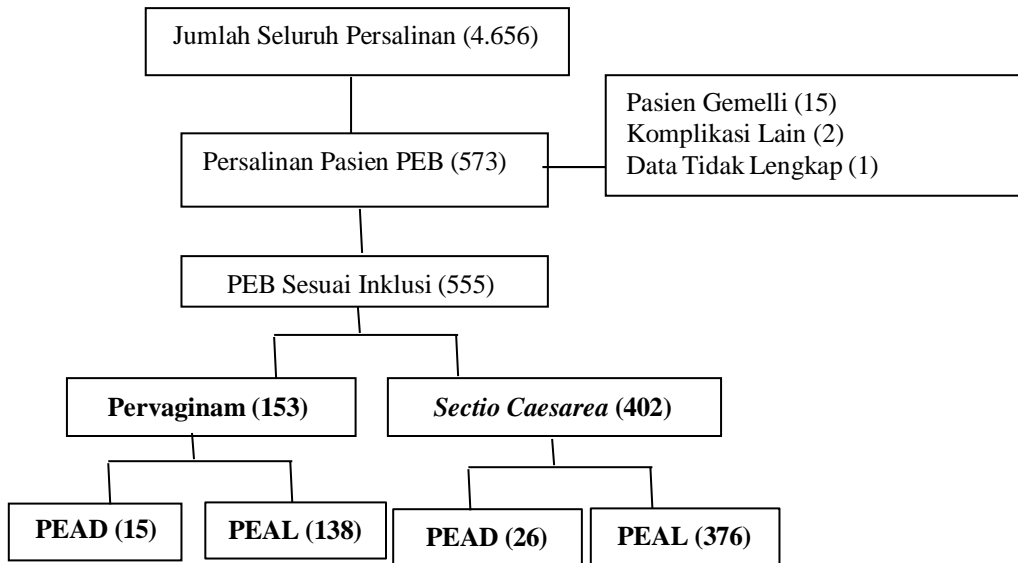 Jumlah Seluruh Persalinan (4.656)
Pasien Gemelli (15)
Komplikasi Lain (2)
Data Tidak Lengkap (1)
Persalinan Pasien PEB (573)
PEB Sesuai Inklusi (555)
Pervaginam (153)
Sectio Caesarea (402)
PEAD (15)
PEAL (138)
PEAD (26)
PEAL (376)